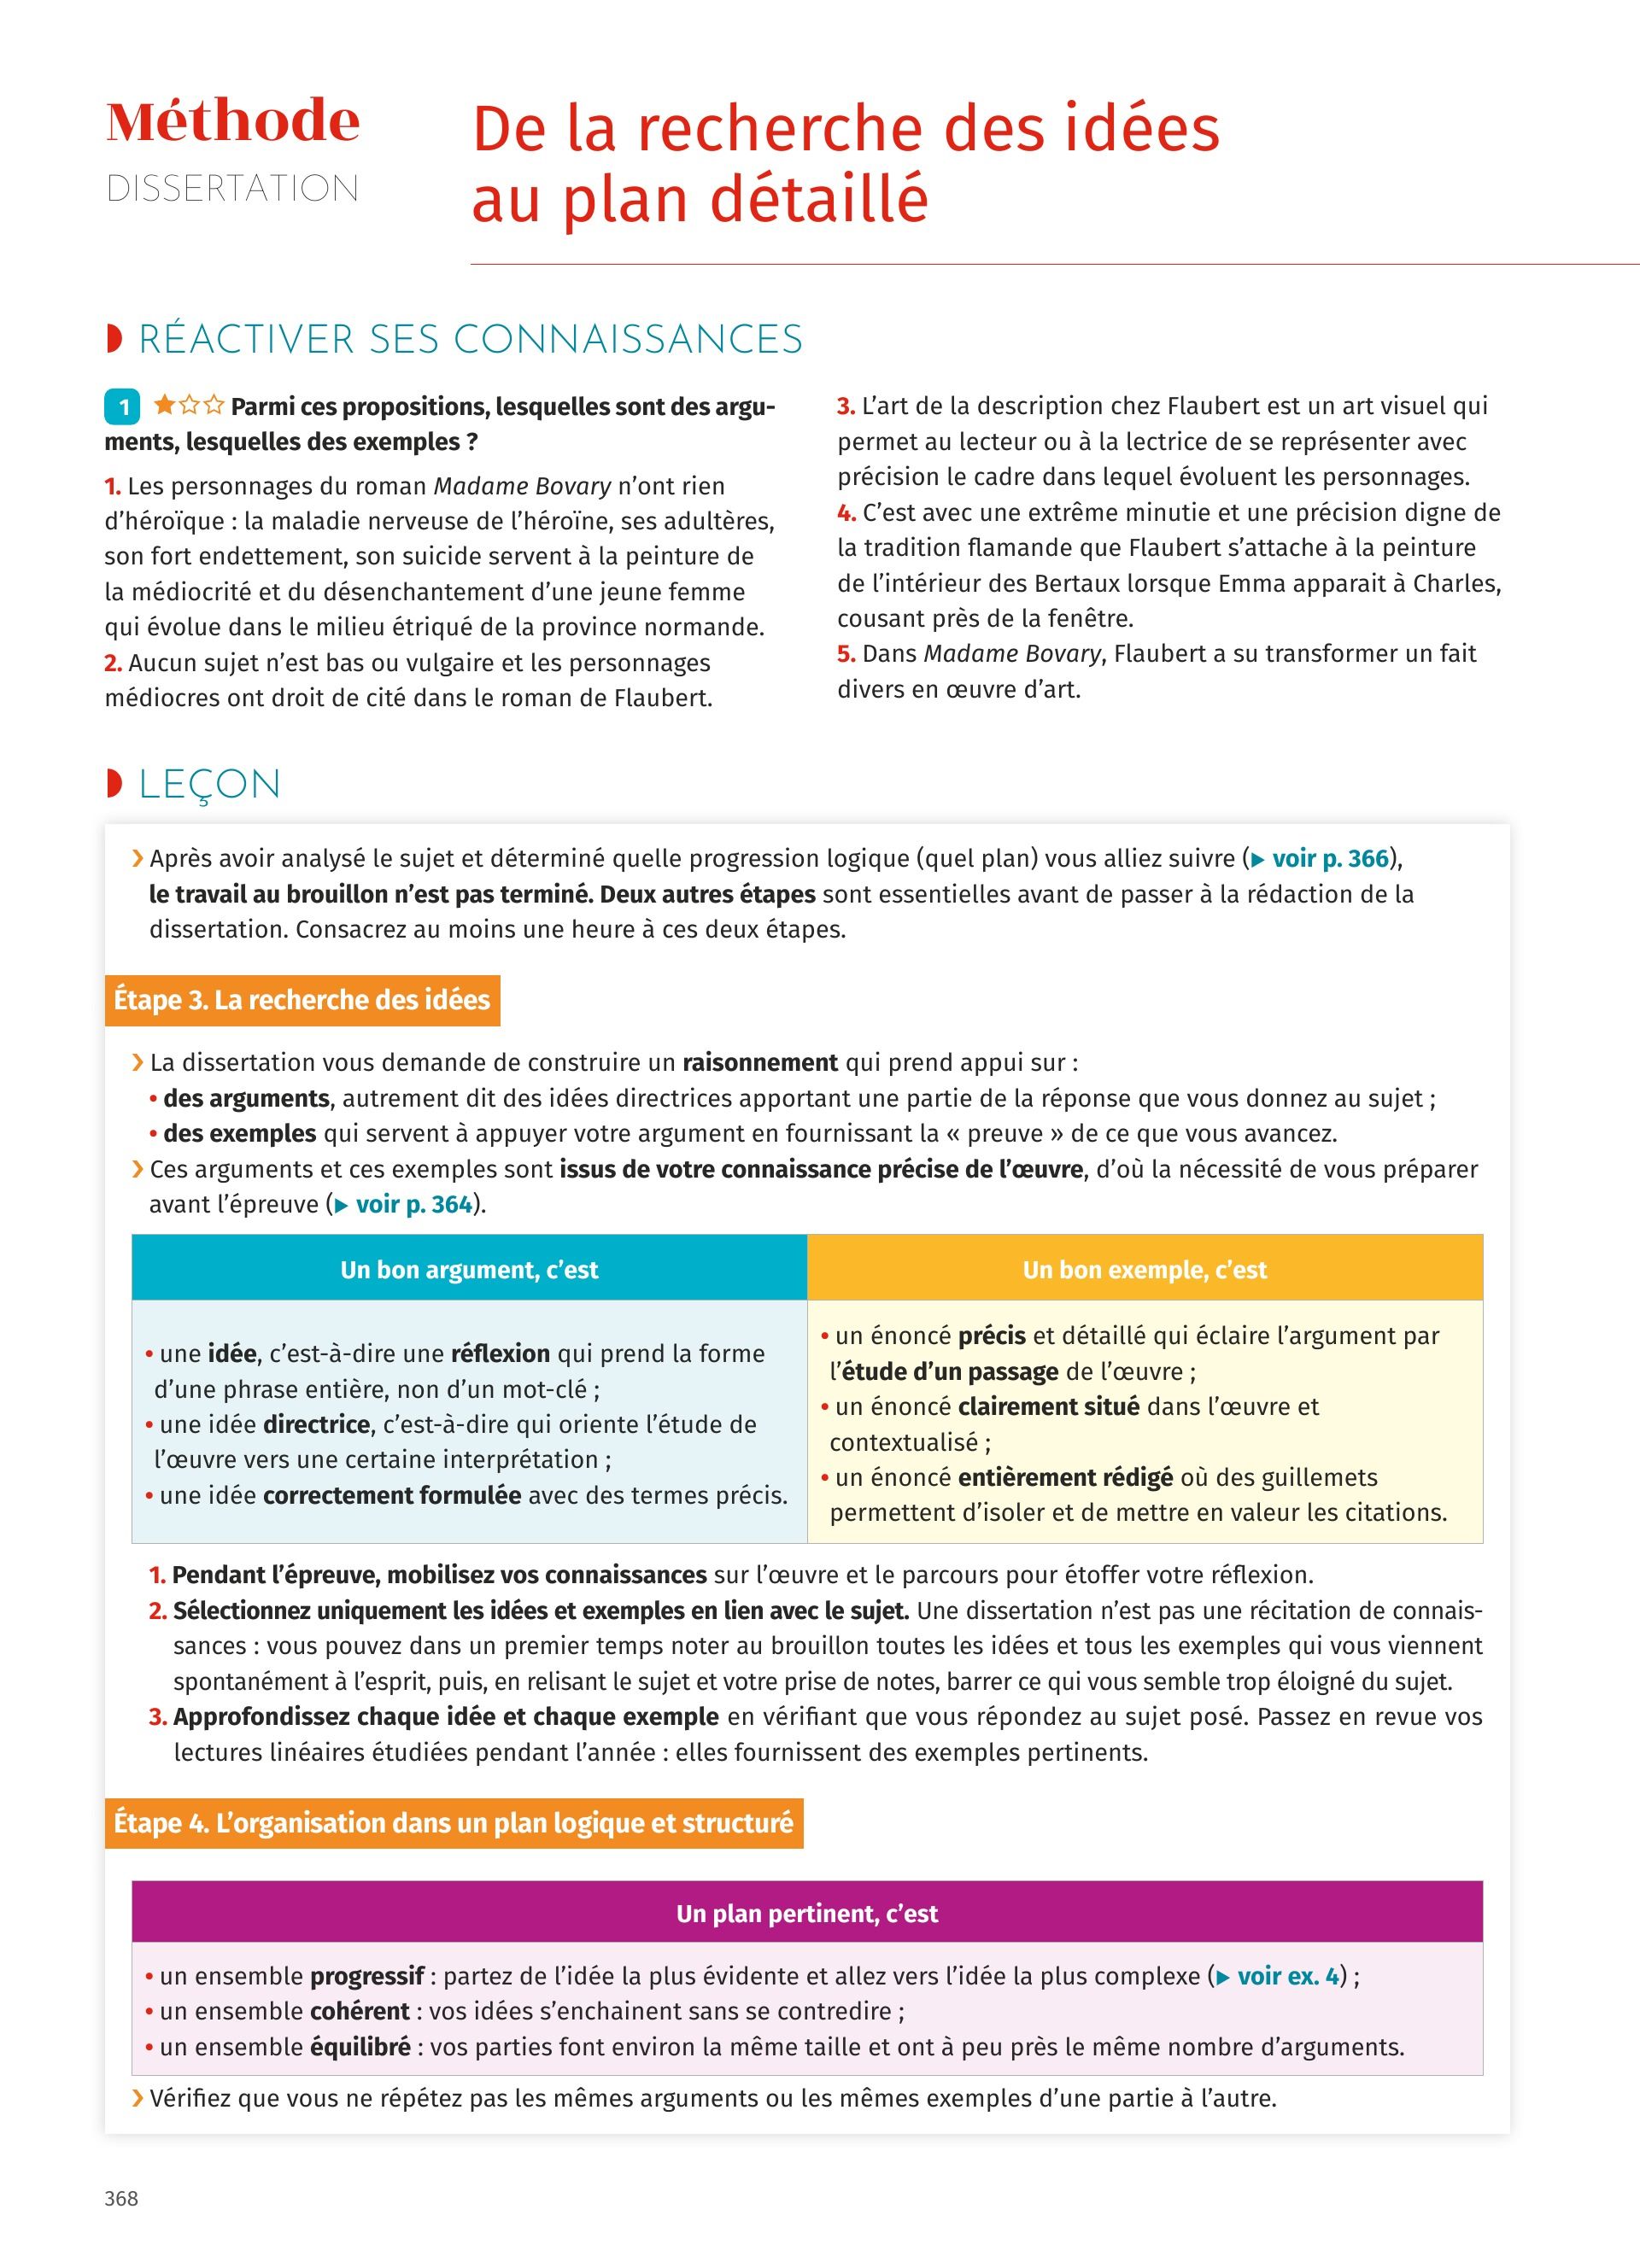 Méthode
DISSERTATION
De la recherche des idées
au plan détaillé
RÉACTIVER SES CONNAISSANCES
1 Parmi ces propositions, lesquelles sont des argu-
ments, lesquelles des exemples ?
1. Les personnages du roman Madame Bovary n’ont rien
d’héroïque : la maladie nerveuse de l’héroïne, ses adultères,
son fort endettement, son suicide servent à la peinture de
la médiocrité et du désenchantement d’une jeune femme
qui évolue dans le milieu étriqué de la province normande.
2. Aucun sujet n’est bas ou vulgaire et les personnages
médiocres ont droit de cité dans le roman de Flaubert.
3. L’art de la description chez Flaubert est un art visuel qui
permet au lecteur ou à la lectrice de se représenter avec
précision le cadre dans lequel évoluent les personnages.
4. C’est avec une extrême minutie et une précision digne de
la tradition flamande que Flaubert s’attache à la peinture
de l’intérieur des Bertaux lorsque Emma apparait à Charles,
cousant près de la fenêtre.
5. Dans Madame Bovary, Flaubert a su transformer un fait
divers en œuvre d’art.
LEÇON
› Après avoir analysé le sujet et déterminé quelle progression logique (quel plan) vous alliez suivre (▶ voir p. 366),
le travail au brouillon n’est pas terminé. Deux autres étapes sont essentielles avant de passer à la rédaction de la
dissertation. Consacrez au moins une heure à ces deux étapes.
Étape 3. La recherche des idées
› La dissertation vous demande de construire un raisonnement qui prend appui sur :
• des arguments, autrement dit des idées directrices apportant une partie de la réponse que vous donnez au sujet ;
• des exemples qui servent à appuyer votre argument en fournissant la « preuve » de ce que vous avancez.
› Ces arguments et ces exemples sont issus de votre connaissance précise de l’œuvre, d’où la nécessité de vous préparer
avant l’épreuve (▶ voir p. 364).
Un bon argument, c’est
• une idée, c’est-à-dire une réflexion qui prend la forme
d’une phrase entière, non d’un mot-clé ;
• une idée directrice, c’est-à-dire qui oriente l’étude de
l’œuvre vers une certaine interprétation ;
• une idée correctement formulée avec des termes précis.
Un bon exemple, c’est
• un énoncé précis et détaillé qui éclaire l’argument par
l’étude d’un passage de l’œuvre ;
• un énoncé clairement situé dans l’œuvre et
contextualisé ;
• un énoncé entièrement rédigé où des guillemets
permettent d’isoler et de mettre en valeur les citations.
1. Pendant l’épreuve, mobilisez vos connaissances sur l’œuvre et le parcours pour étoffer votre réflexion.
2. Sélectionnez uniquement les idées et exemples en lien avec le sujet. Une dissertation n’est pas une récitation de connais-
sances : vous pouvez dans un premier temps noter au brouillon toutes les idées et tous les exemples qui vous viennent
spontanément à l’esprit, puis, en relisant le sujet et votre prise de notes, barrer ce qui vous semble trop éloigné du sujet.
3. Approfondissez chaque idée et chaque exemple en vérifiant que vous répondez au sujet posé. Passez en revue vos
lectures linéaires étudiées pendant l’année : elles fournissent des exemples pertinents.
Étape 4. L’organisation dans un plan logique et structuré
Un plan pertinent, c’est
• un ensemble progressif : partez de l’idée la plus évidente et allez vers l’idée la plus complexe (▶ voir ex. 4) ;
• un ensemble cohérent : vos idées s’enchainent sans se contredire ;
• un ensemble équilibré : vos parties font environ la même taille et ont à peu près le même nombre d’arguments.
› Vérifiez que vous ne répétez pas les mêmes arguments ou les mêmes exemples d’une partie à l’autre.
368